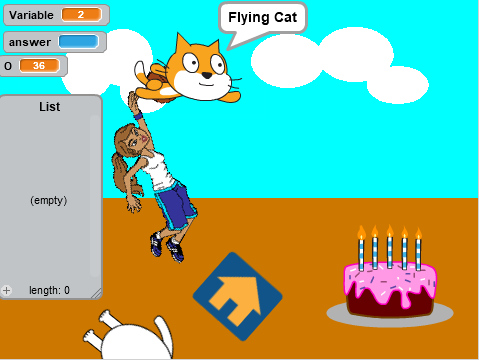 Variable 2
Flying Cat
answer
O 36
List
(empty)
+ length: 0